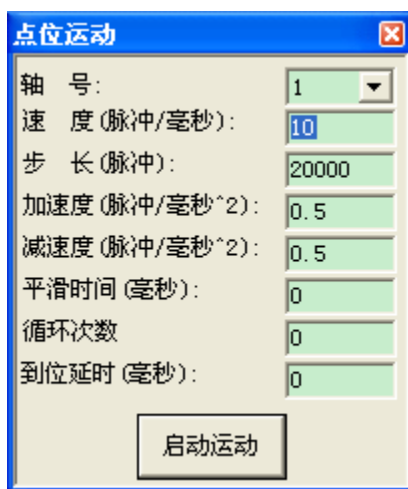 点位运动
轴 号: 1
速 度(脉冲/毫秒): 10
步 长(脉冲): 20000
加速度(脉冲/毫秒^2): 0.5
减速度(脉冲/毫秒^2): 0.5
平滑时间(毫秒): 0
循环次数 0
到位延时(毫秒): 0
启动运动